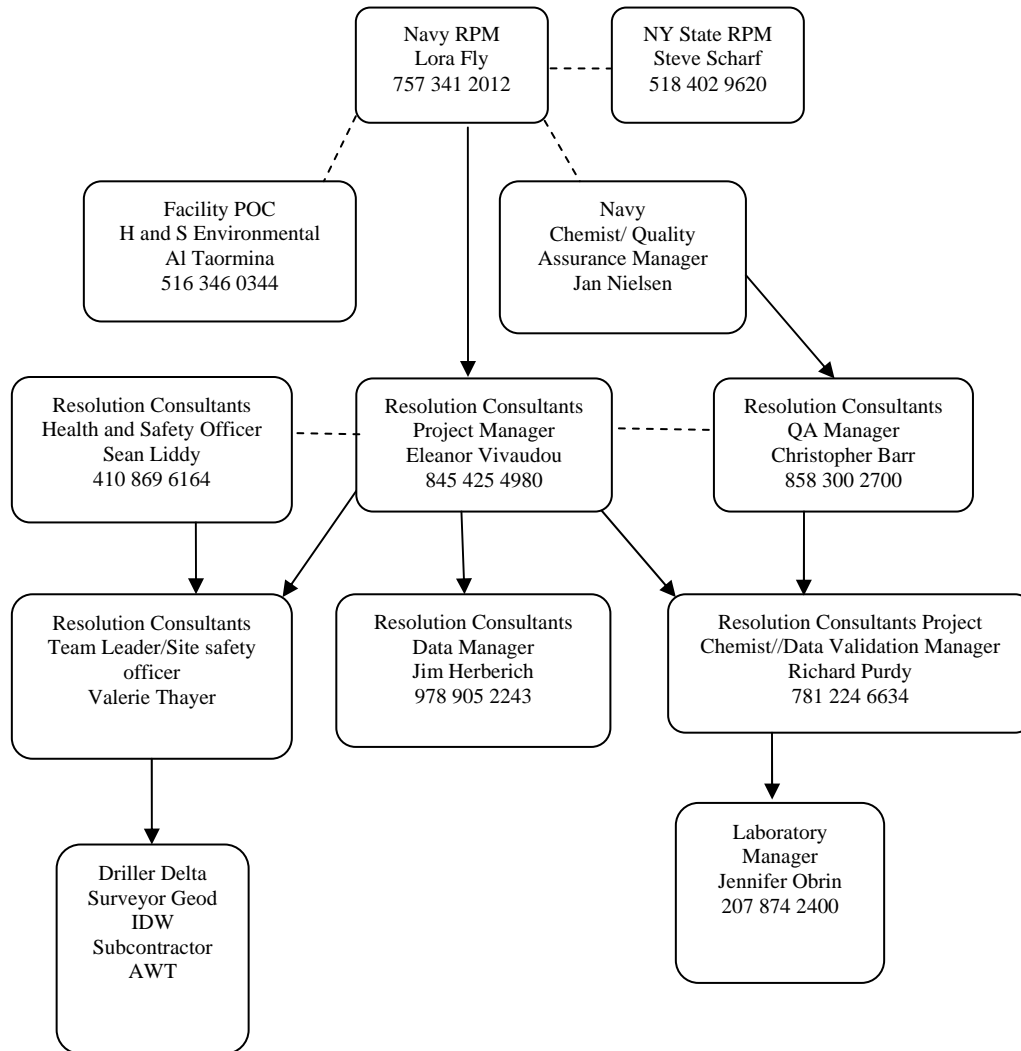 Navy RPM
Lora Fly
757 341 2012
NY State RPM
Steve Scharf
518 402 9620
Facility POC
H and S Environmental
Al Taormina
516 346 0344
Navy
Chemist/ Quality
Assurance Manager
Jan Nielsen
Resolution Consultants
Health and Safety Officer
Sean Liddy
410 869 6164
Resolution Consultants
Project Manager
Eleanor Vivaudou
845 425 4980
Resolution Consultants
QA Manager
Christopher Barr
858 300 2700
Resolution Consultants
Team Leader/Site safety
officer
Valerie Thayer
Resolution Consultants
Data Manager
Jim Herberich
978 905 2243
Resolution Consultants Project
Chemist//Data Validation Manager
Richard Purdy
781 224 6634
Driller Delta
Surveyor Geod
IDW
Subcontractor
AWT
Laboratory
Manager
Jennifer Obrin
207 874 2400